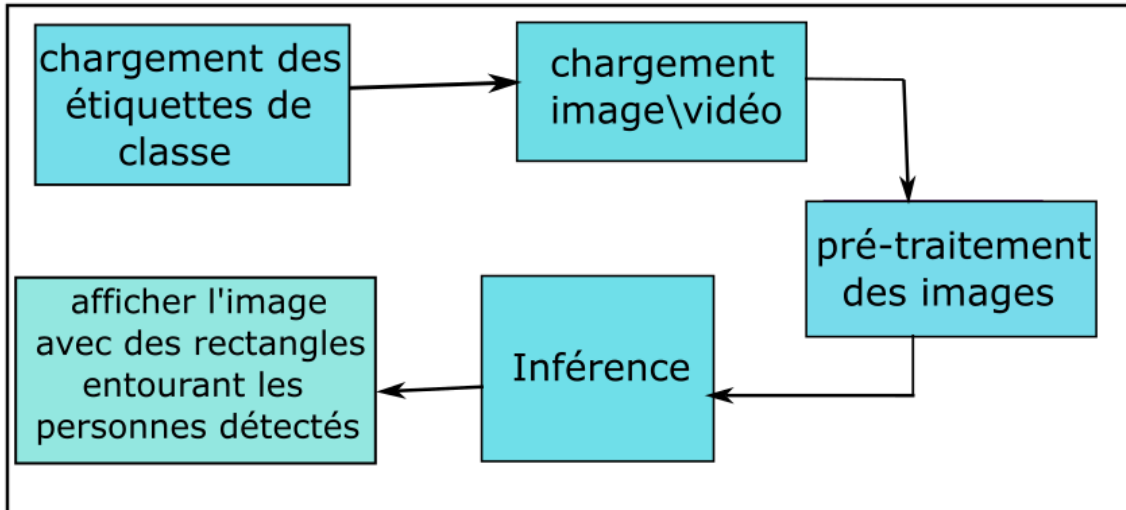 chargement des
étiquettes de
classe
chargement
image\vidéo
pré-traitement
des images
Inférence
afficher l'image
avec des rectangles
entourant les
personnes détectés